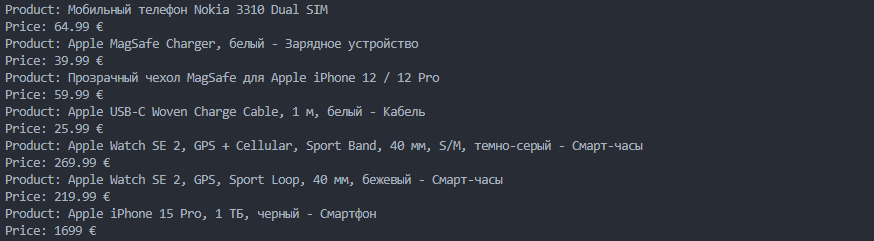 Product: Мобильный телефон Nokia 3310 Dual SIM
Price: 64.99 €
Product: Apple MagSafe Charger, белый - Зарядное устройство
Price: 39.99 €
Product: Прозрачный чехол MagSafe для Apple iPhone 12 / 12 Pro
Price: 59.99 €
Product: Apple USB-C Woven Charge Cable, 1 м, белый - Кабель
Price: 25.99 €
Product: Apple Watch SE 2, GPS + Cellular, Sport Band, 40 мм, S/M, темно-серый - Смарт-часы
Price: 269.99 €
Product: Apple Watch SE 2, GPS, Sport Loop, 40 мм, бежевый - Смарт-часы
Price: 219.99 €
Product: Apple iPhone 15 Pro, 1 ТБ, черный - Смартфон
Price: 1699 €